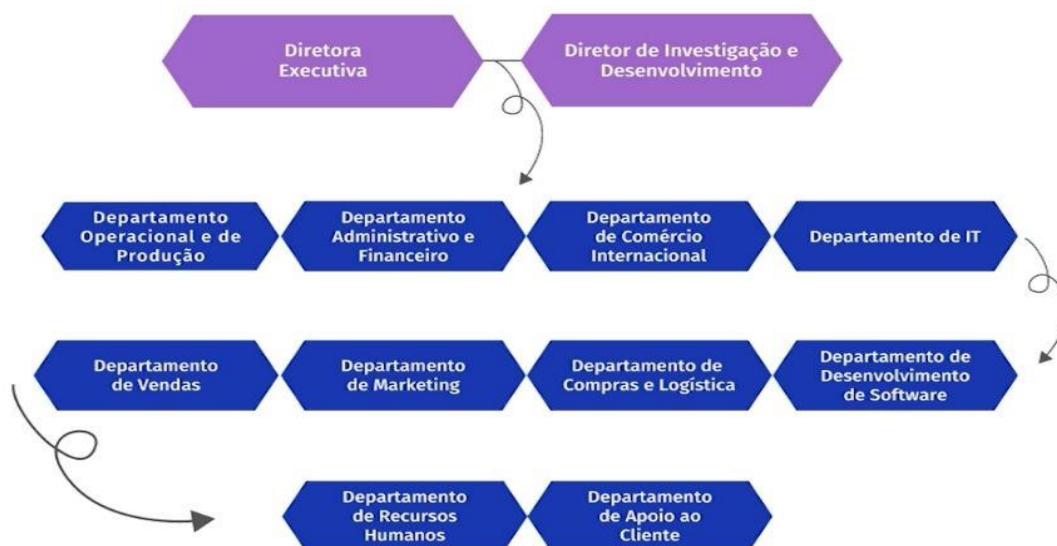 Diretora
Executiva
Diretor de Investigação e
Desenvolvimento
Departamento
Operacional e de
Produção
Departamento
Administrativo e
Financeiro
Departamento
de Comércio
Internacional
Departamento de IT
Departamento
de Vendas
Departamento
de Marketing
Departamento de
Compras e Logística
Departamento de
Desenvolvimento
de Software
Departamento
de Recursos
Humanos
Departamento
de Apoio ao
Cliente